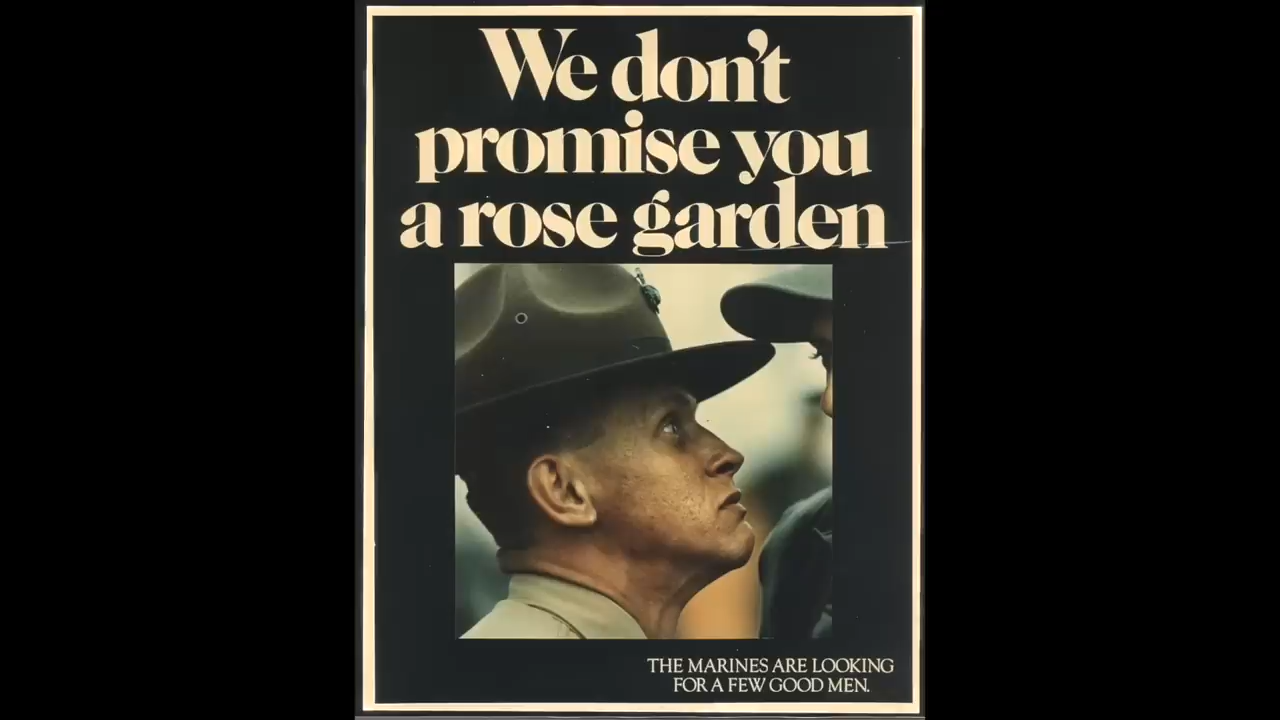 We don't
promise you
a rose garden
THE MARINES ARE LOOKING
FOR A FEW GOOD MEN.